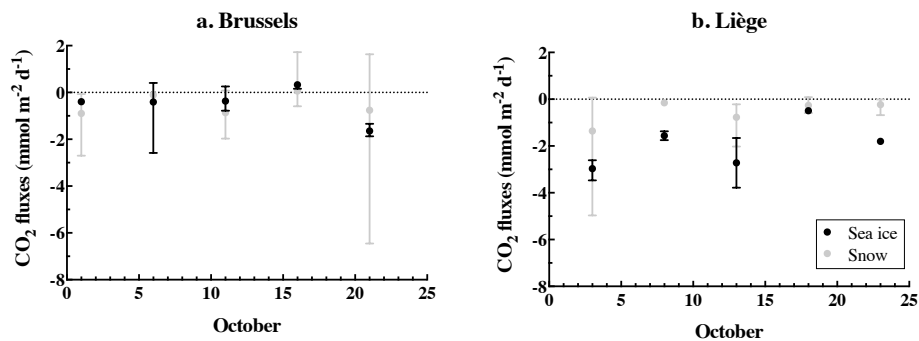 a. Brussels
CO2 fluxes (mmol m-2 d-1)
2
0
-2
-4
-6
-8
0 5 10 15 20 25
October
b. Liège
CO2 fluxes (mmol m-2 d-1)
2
0
-2
-4
-6
-8
0 5 10 15 20 25
October
Sea ice
Snow